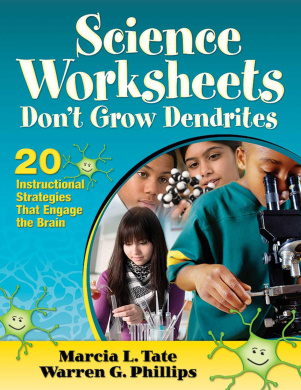 Science
Worksheets
Don't Grow Dendrites
20
Instructional
Strategies
That Engage
the Brain
Marcia L. Tate
Warren G. Phillips